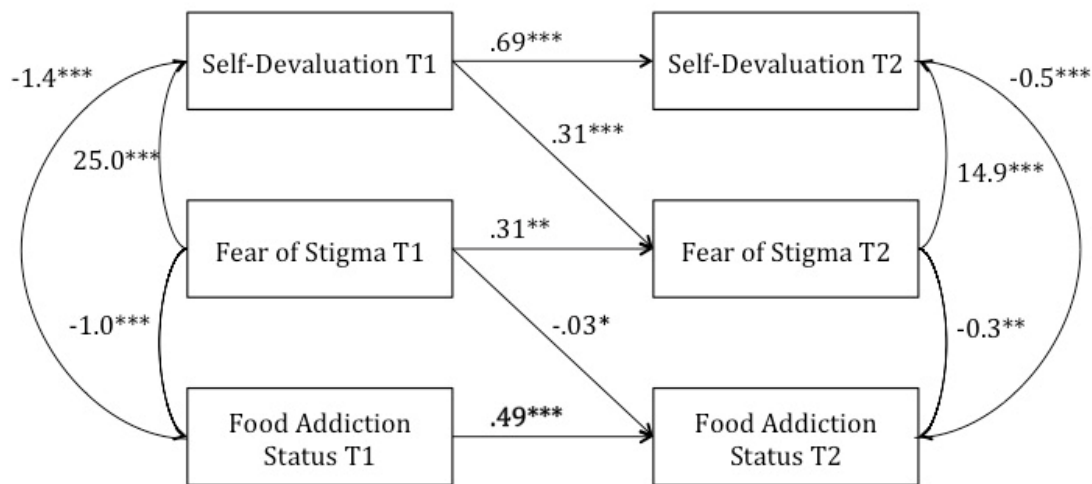 Self-Devaluation T1
.69***
Self-Devaluation T2
-1.4***
-0.5***
.31***
25.0***
14.9***
Fear of Stigma T1
.31**
Fear of Stigma T2
-1.0***
-.03*
-0.3**
Food Addiction
Status T1
.49***
Food Addiction
Status T2